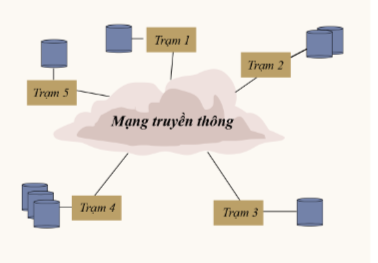 Trạm 1
Trạm 2
Trạm 5
Mạng truyền thông
Trạm 4
Trạm 3